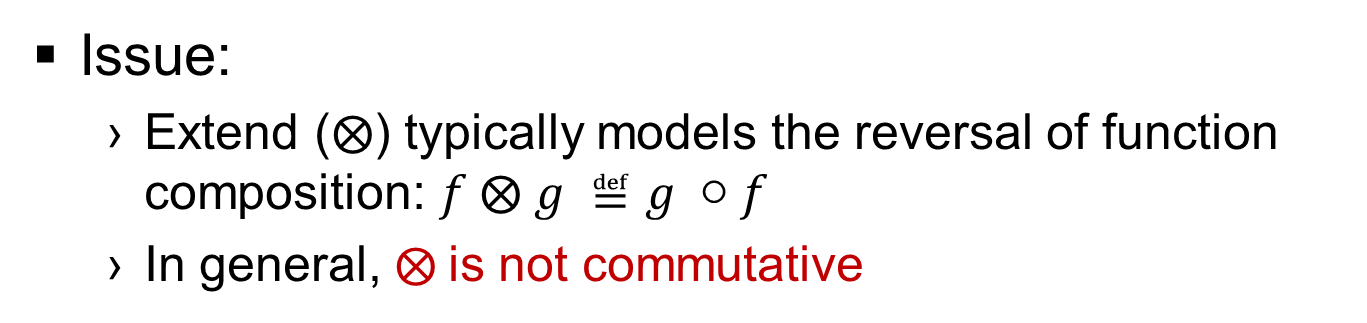 ▪ Issue:
› Extend (⊗) typically models the reversal of function
composition: f ⊗ g ≝ g ∘ f
› In general, ⊗ is not commutative